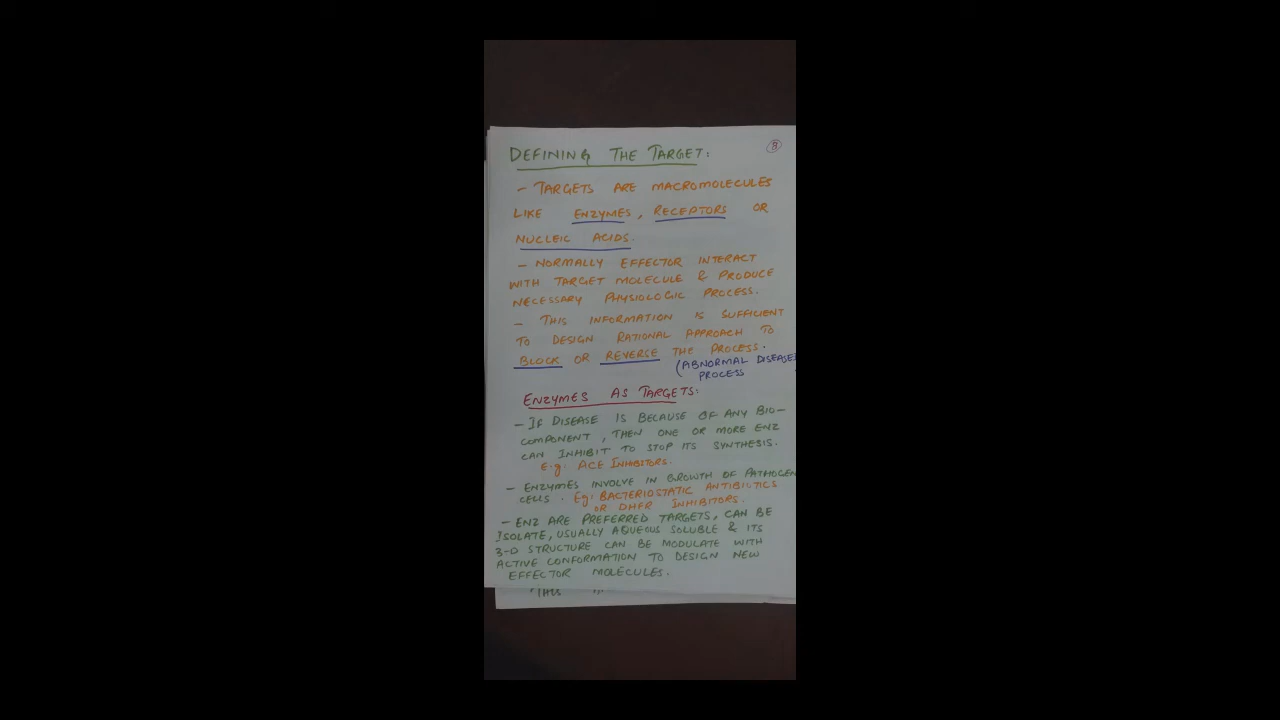 DEFINING THE TARGET:
- TARGETS ARE MACROMOLECULES
LIKE ENZYMES, RECEPTORS OR
NUCLEIC ACIDS.
- NORMALLY EFFECTOR INTERACT
WITH TARGET MOLECULE & PRODUCE
NECESSARY PHYSIOLOGIC PROCESS.
- THIS INFORMATION IS SUFFICIENT
TO DESIGN RATIONAL APPROACH TO
BLOCK OR REVERSE THE PROCESS.
(ABNORMAL DISEASE
PROCESS
ENZYMES AS TARGETS:
- IF DISEASE IS BECAUSE OF ANY BIO-
COMPONENT, THEN ONE OR MORE ENZ
CAN INHIBIT TO STOP ITS SYNTHESIS.
E.g: ACE INHIBITORS.
- ENZYMES INVOLVE IN GROWTH OF PATHOGEN
CELLS. Eg: BACTERIOSTATIC ANTIBIOTICS
OR DHFR INHIBITORS.
- ENZ ARE PREFERRED TARGETS, CAN BE
ISOLATE, USUALLY AQUEOUS SOLUBLE & ITS
3-D STRUCTURE CAN BE MODULATE WITH
ACTIVE CONFORMATION TO DESIGN NEW
EFFECTOR MOLECULES.